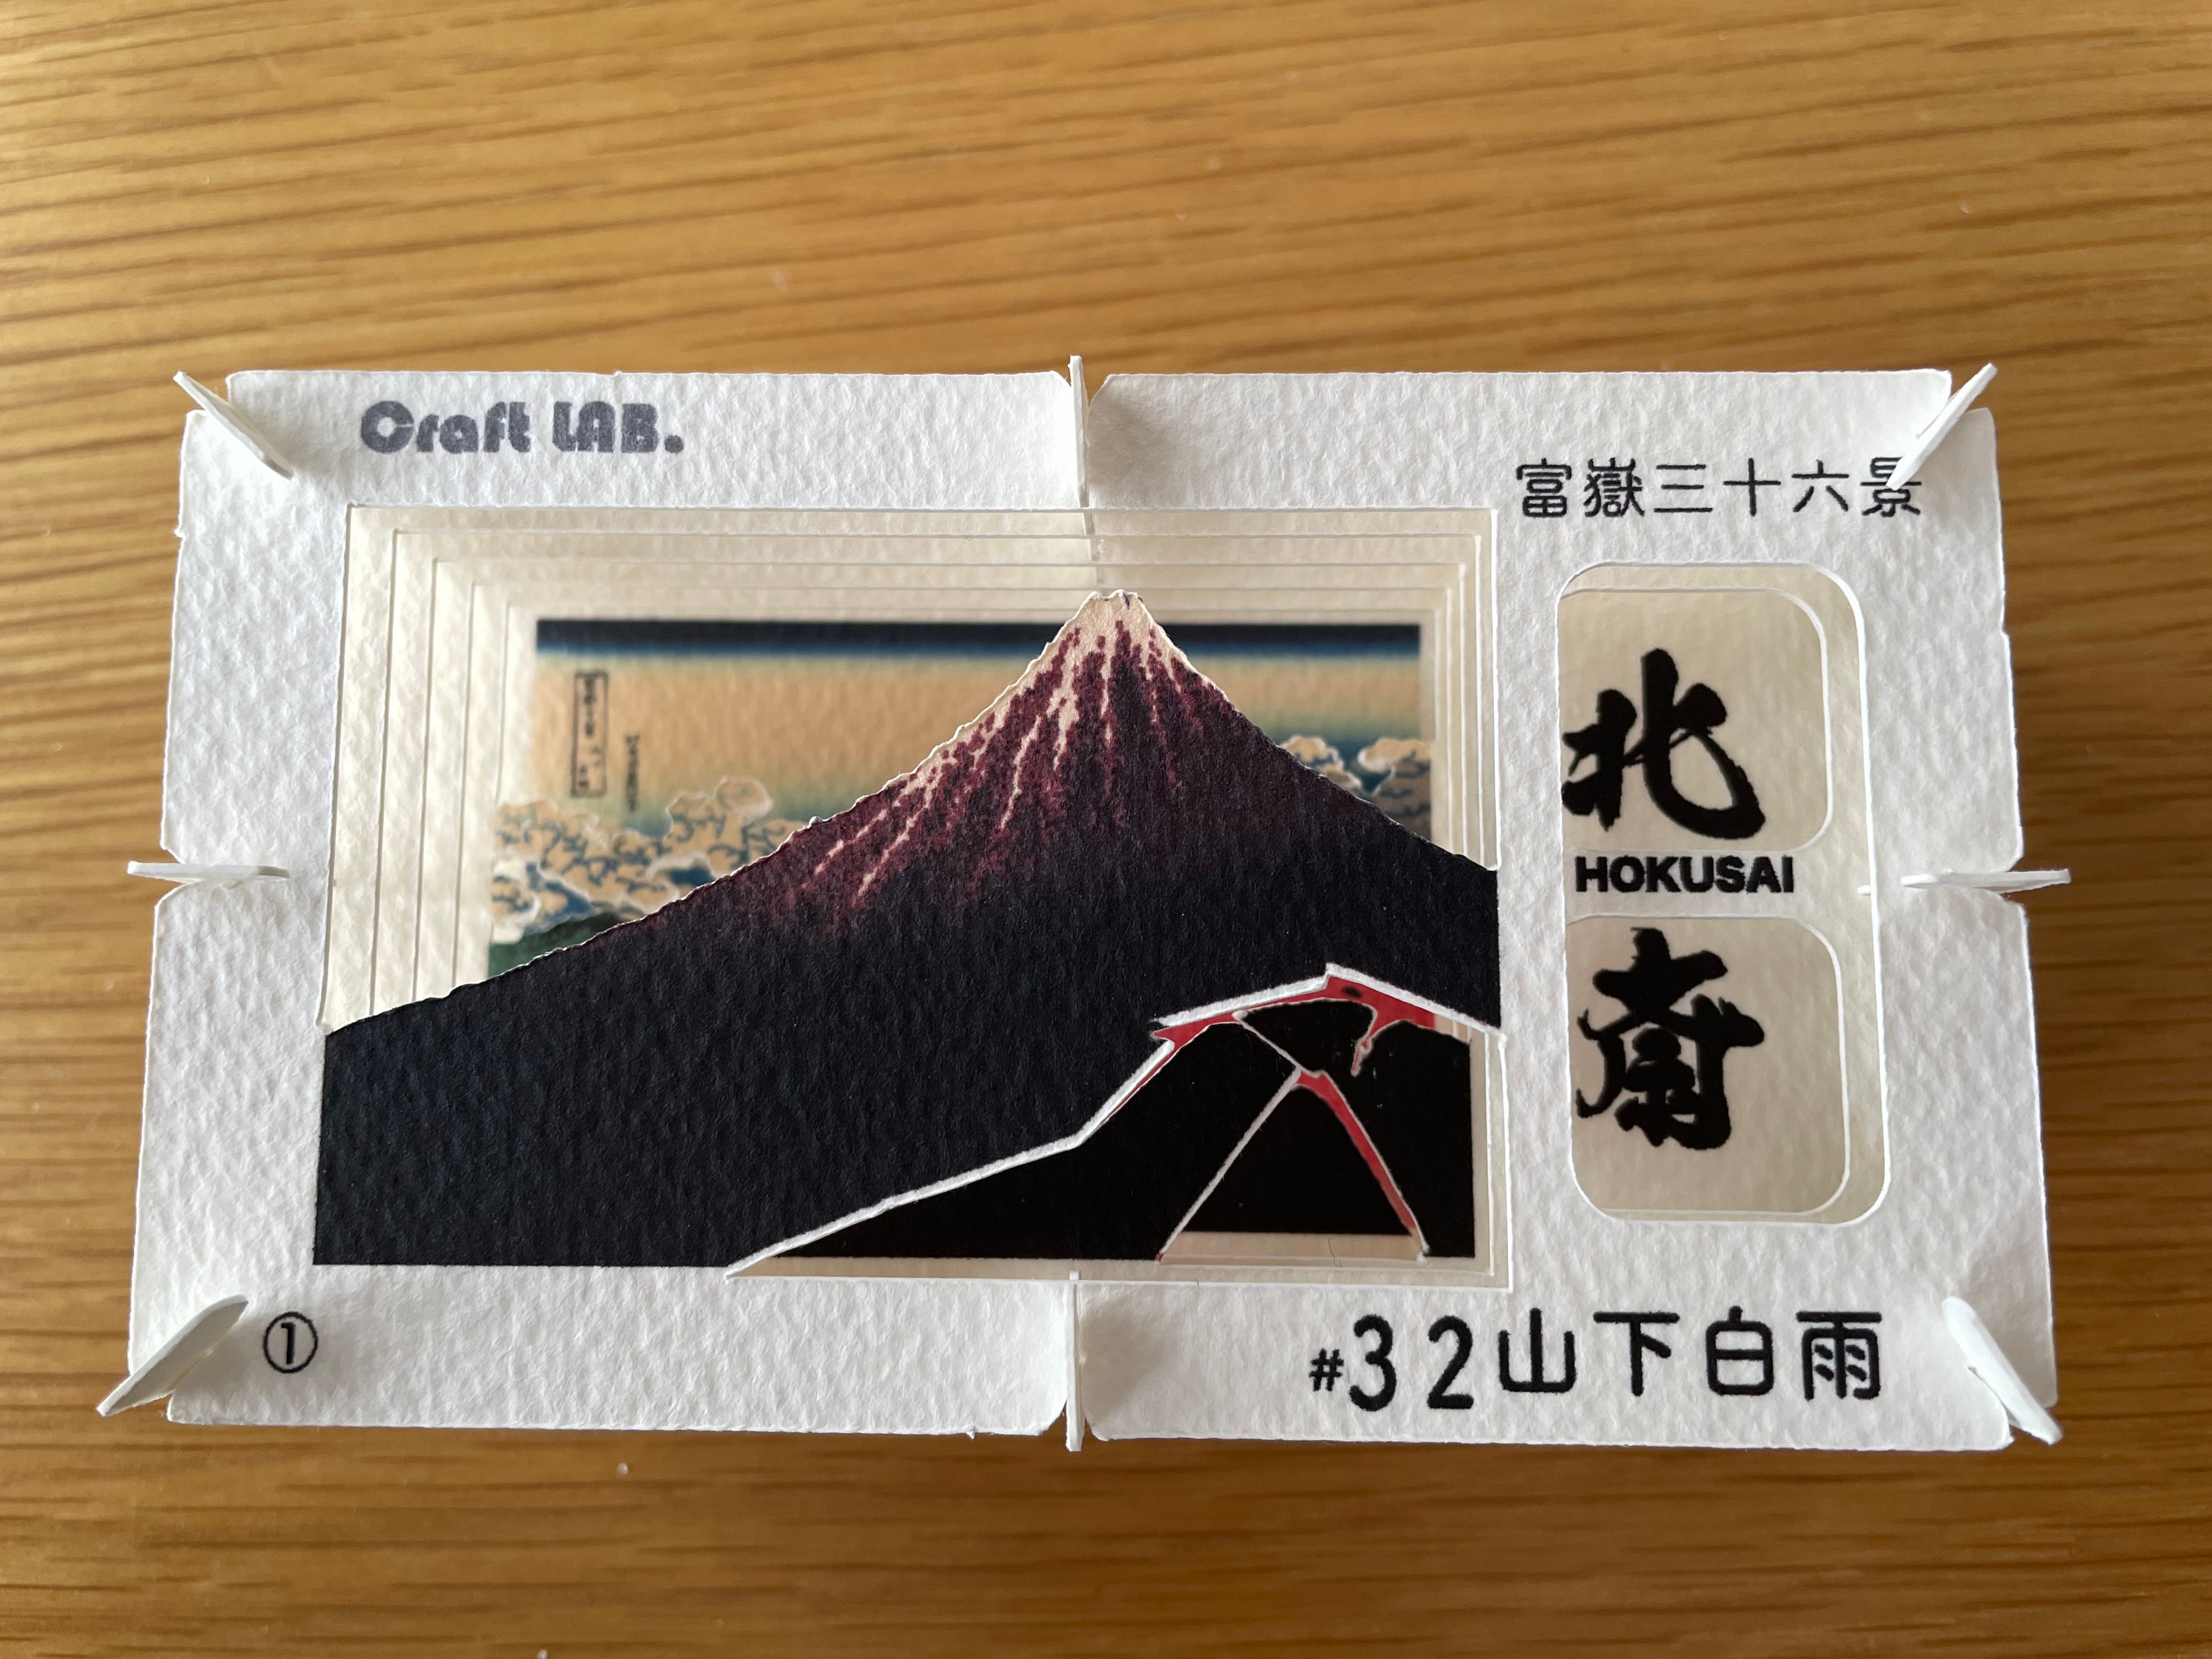 Craft LAB.
富嶽三十六景
北
HOKUSAI
斎
①
#32山下白雨